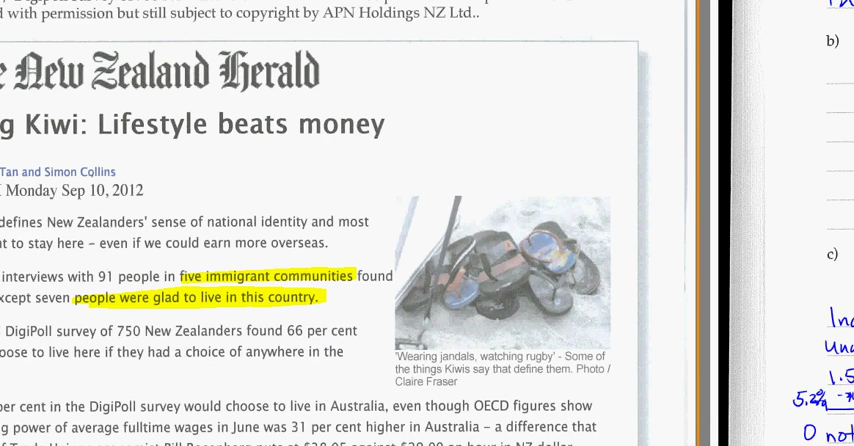 d with permission but still subject to copyright by APN Holdings NZ Ltd..
b)
New Zealand Herald
g Kiwi: Lifestyle beats money
Tan and Simon Collins
Monday Sep 10, 2012
defines New Zealanders' sense of national identity and most
nt to stay here – even if we could earn more overseas.
c)
interviews with 91 people in five immigrant communities found
xcept seven people were glad to live in this country.
DigiPoll survey of 750 New Zealanders found 66 per cent
oose to live here if they had a choice of anywhere in the
'Wearing jandals, watching rugby' - Some of
the things Kiwis say that define them. Photo /
Claire Fraser
1.5
5.2%
per cent in the DigiPoll survey would choose to live in Australia, even though OECD figures show
g power of average fulltime wages in June was 31 per cent higher in Australia – a difference that
0 not